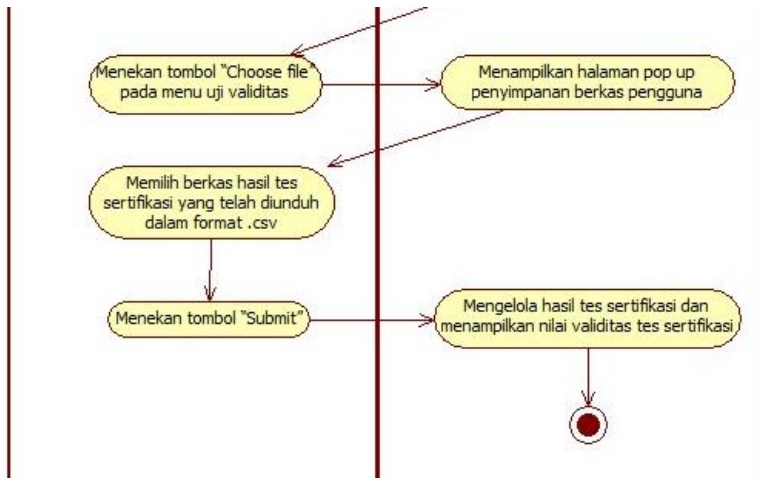 Menekan tombol “Choose file”
pada menu uji validitas
Menampilkan halaman pop up
penyimpanan berkas pengguna
Memilih berkas hasil tes
sertifikasi yang telah diunduh
dalam format .csv
Menekan tombol “Submit”
Mengelola hasil tes sertifikasi dan
menampilkan nilai validitas tes sertifikasi